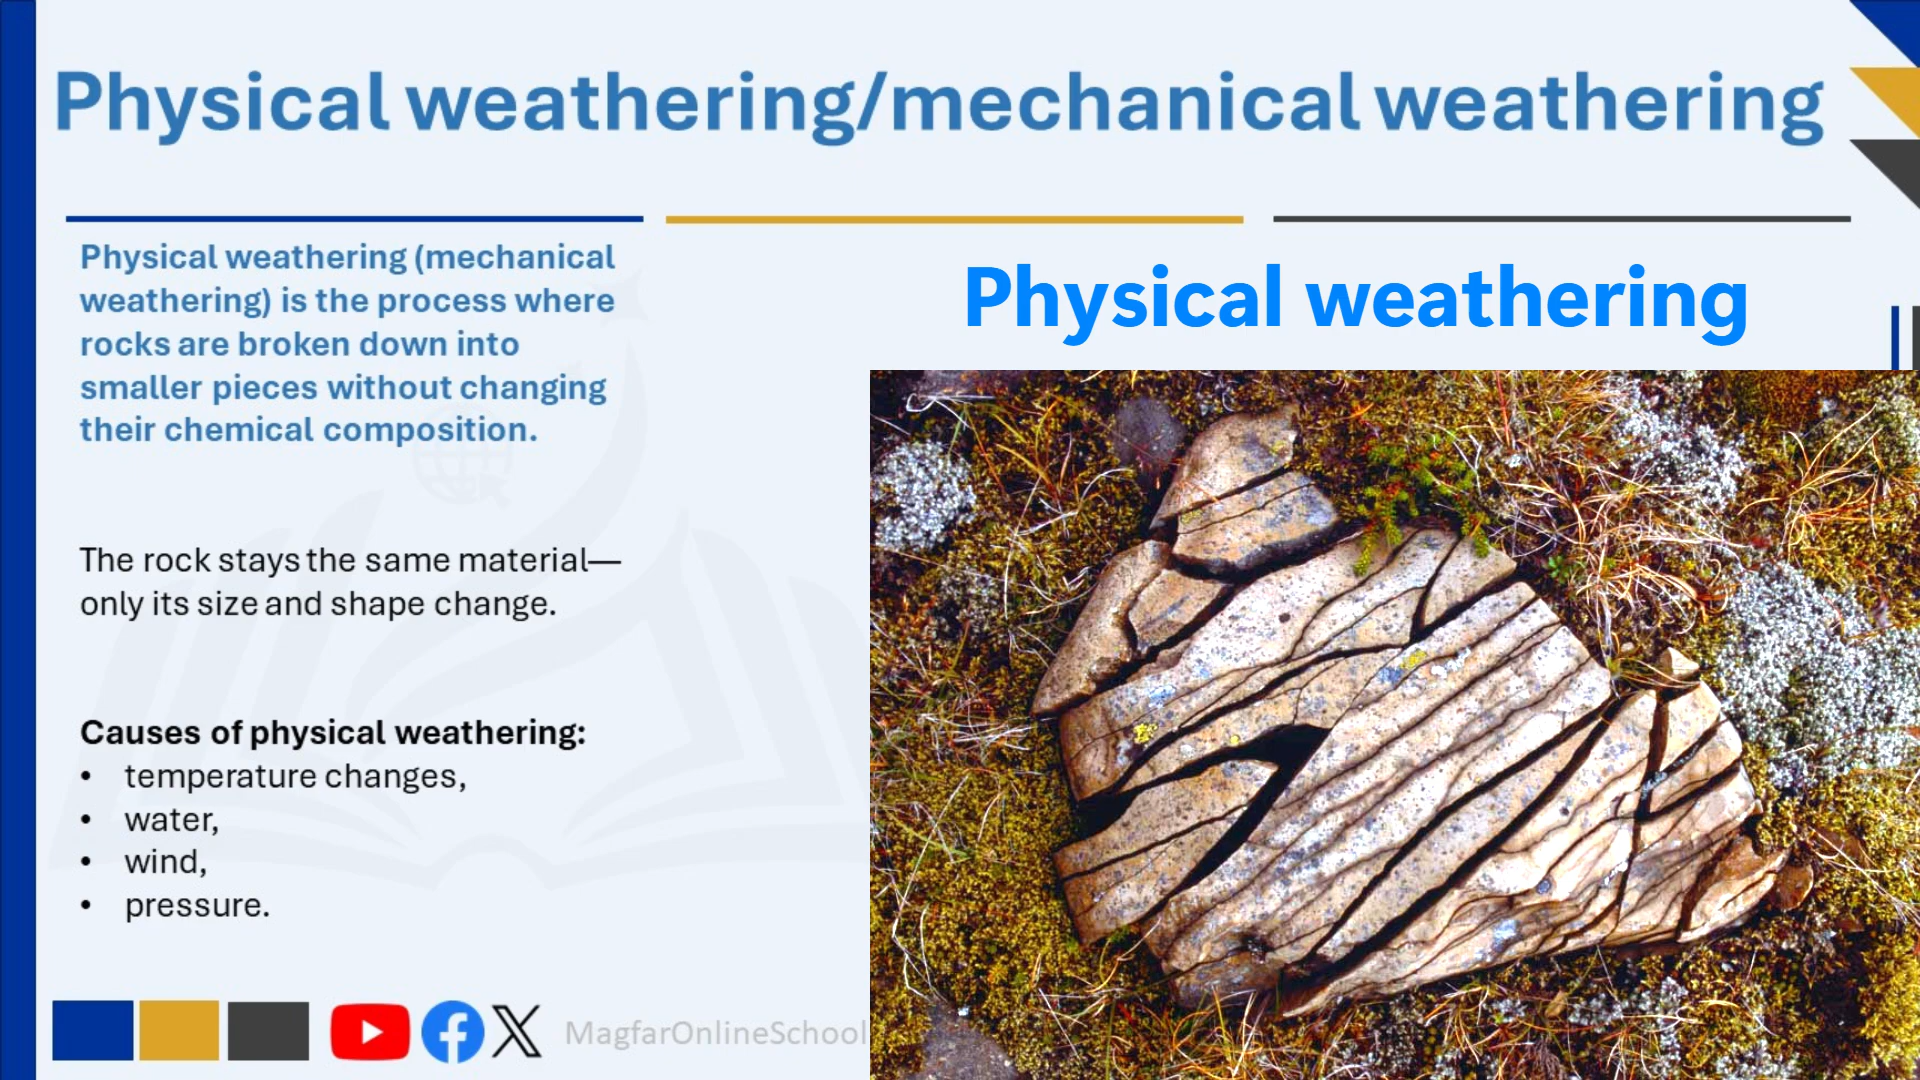 Physical weathering/mechanical weathering
Physical weathering (mechanical
weathering) is the process where
rocks are broken down into
smaller pieces without changing
their chemical composition.
The rock stays the same material—
only its size and shape change.
Causes of physical weathering:
• temperature changes,
• water,
• wind,
• pressure.
MagfarOnlineSchool
Physical weathering